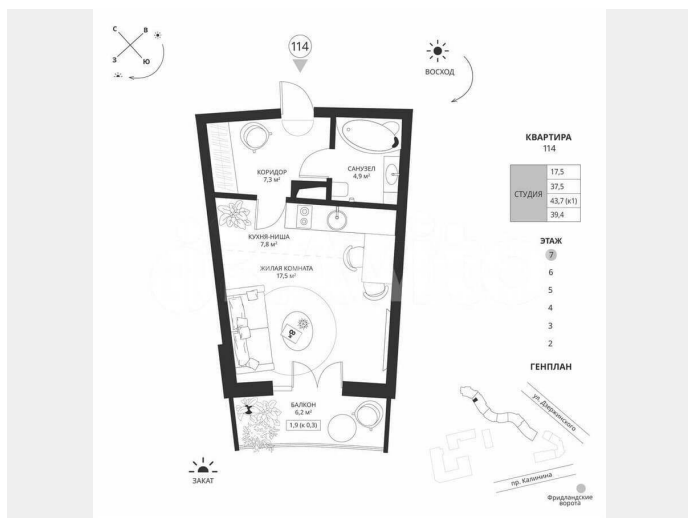 С
В
З
Ю
114
ВОСХОД
КОРИДОР
7,3 м²
САНУЗЕЛ
4,9 м²
КУХНЯ-НИША
7,8 м²
ЖИЛАЯ КОМНАТА
17,5 м²
БАЛКОН
6,2 м²
1,9 (к 0,3)
ЗАКАТ
КВАРТИРА
114
СТУДИЯ
17,5
37,5
43,7 (к1)
39,4
ЭТАЖ
7
6
5
4
3
2
ГЕНПЛАН
ул. Дзержинского
пр. Калинина
Фридландские
ворота